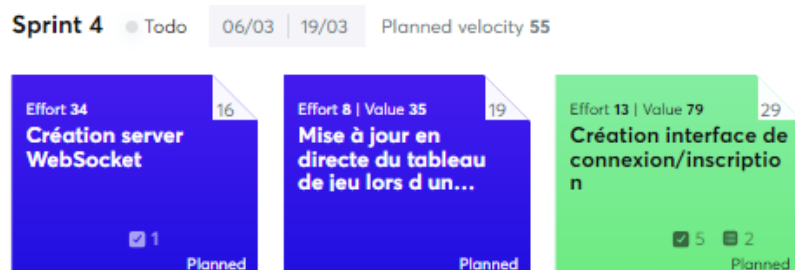 Sprint 4 Todo 06/03 19/03 Planned velocity 55
Effort 34 16
Création server
WebSocket
1
Planned
Effort 8 | Value 35 19
Mise à jour en
directe du tableau
de jeu lors d un...
Planned
Effort 13 | Value 79 29
Création interface de
connexion/inscriptio
n
5 2
Planned